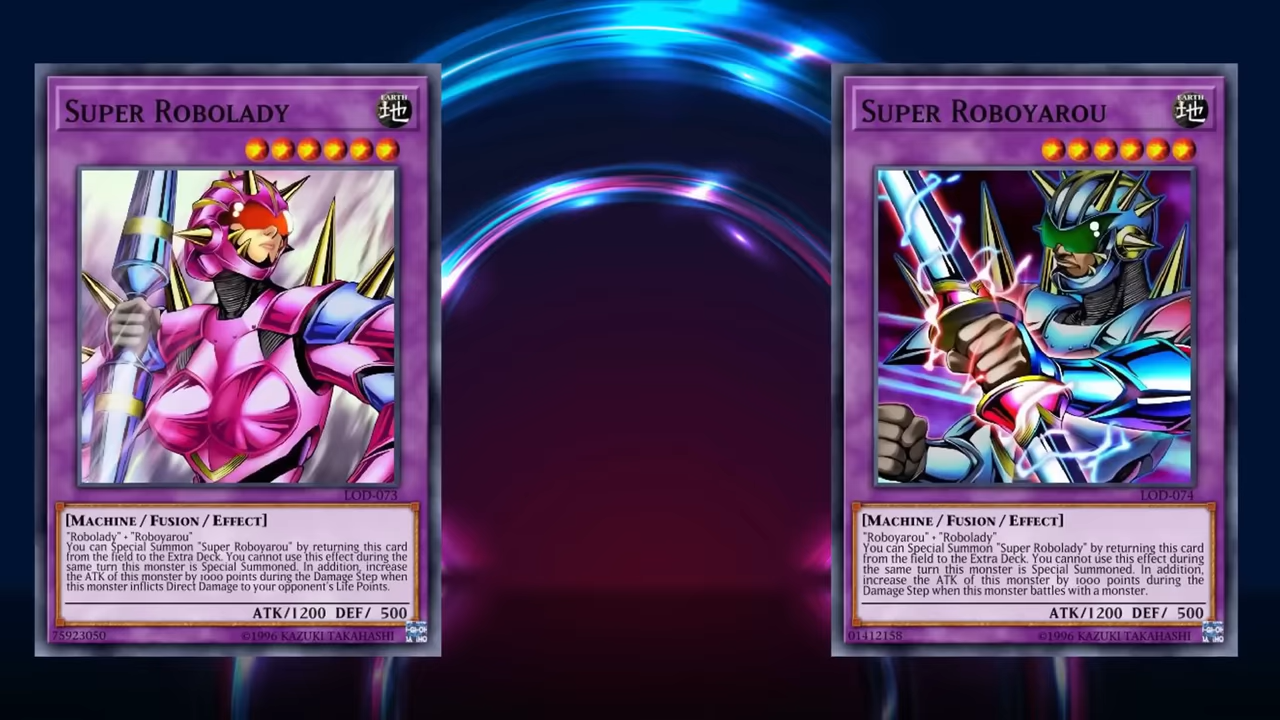 SUPER ROBOLADY
EARTH
地
LOD-073
[MACHINE / FUSION / EFFECT]
"Robolady" + "Roboyarou"
You can Special Summon "Super Roboyarou" by returning this card
from the field to the Extra Deck. You cannot use this effect during the
same turn this monster is Special Summoned. In addition, increase
the ATK of this monster by 1000 points during the Damage Step when
this monster inflicts Direct Damage to your opponent's Life Points.
ATK/1200 DEF/ 500
75923050
©1996 KAZUKI TAKAHASHI
SUPER ROBOYAROU
EARTH
地
LOD-074
[MACHINE / FUSION / EFFECT]
"Roboyarou" + "Robolady"
You can Special Summon "Super Robolady" by returning this card
from the field to the Extra Deck. You cannot use this effect during the
same turn this monster is Special Summoned. In addition,
increase the ATK of this monster by 1000 points during the
Damage Step when this monster battles with a monster.
ATK/1200 DEF/ 500
01412158
©1996 KAZUKI TAKAHASHI